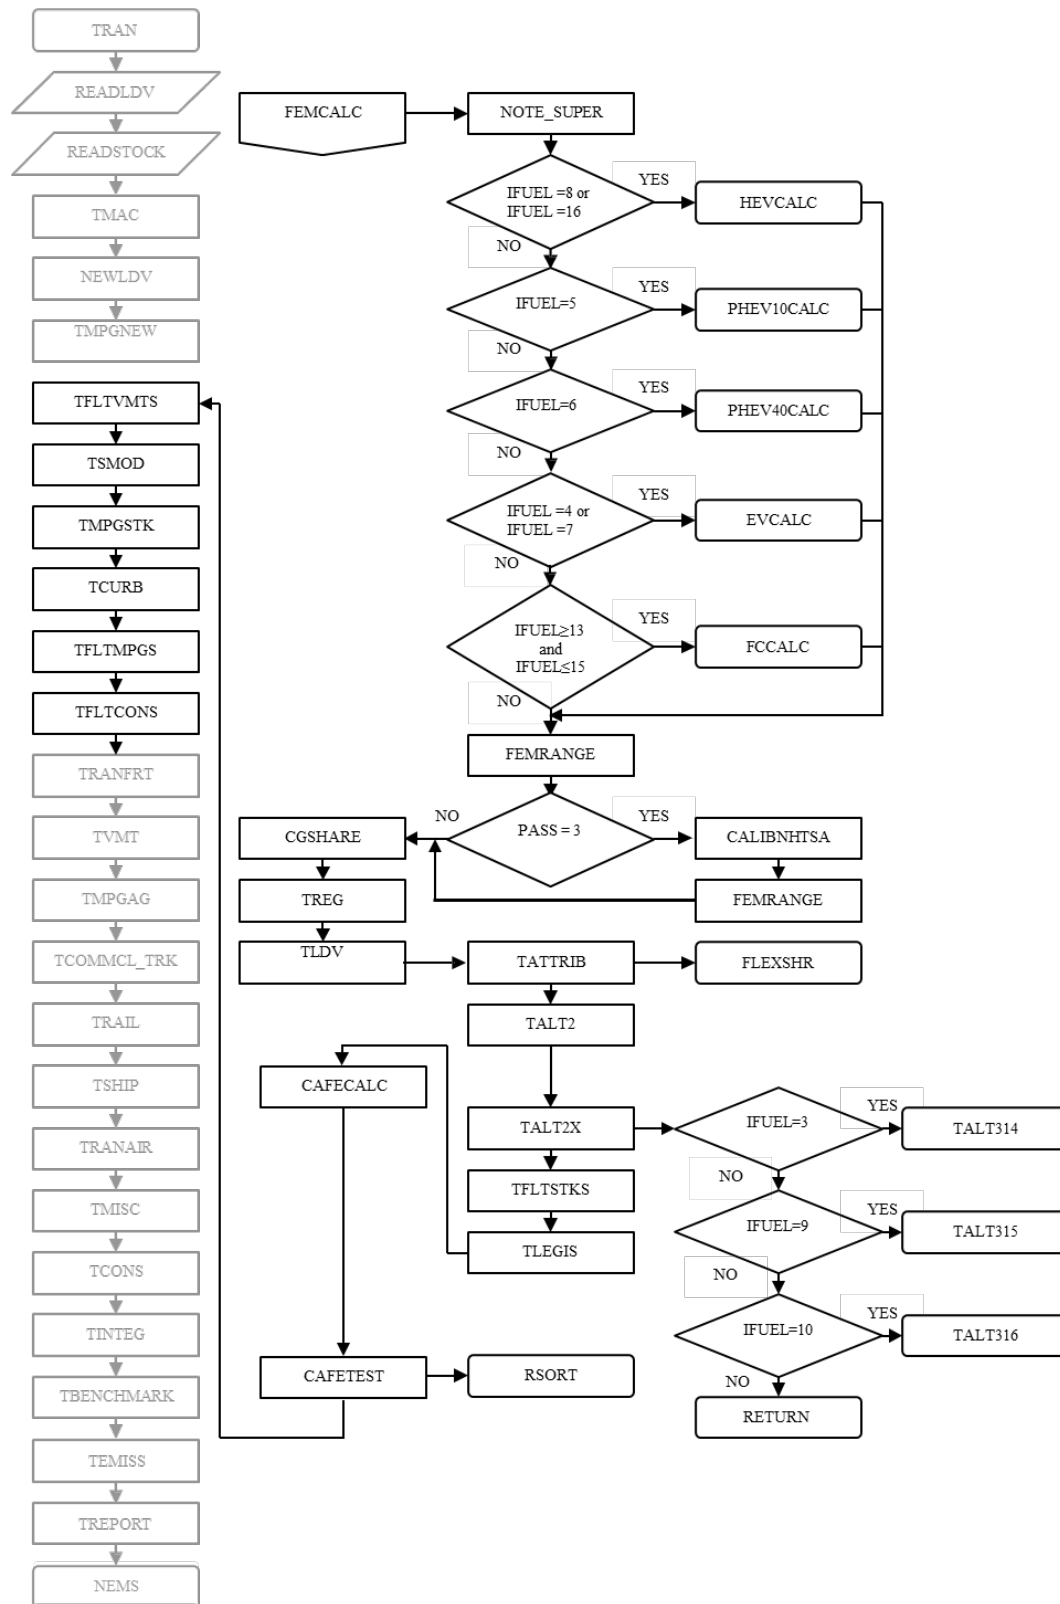 TRAN
READLDV
READSTOCK
TMAC
NEWLDV
TMPGNEW
TFLTVMTS
TSMOD
TMPGSTK
TCURB
TFLTMPGS
TFLTCONS
TRANFRT
TVMT
TMPGAG
TCOMMCL_TRK
TRAIL
TSHIP
TRANAIR
TMISC
TCONS
TINTEG
TBENCHMARK
TEMISS
TREPORT
NEMS
FEMCALC
NOTE_SUPER
IFUEL =8 or
IFUEL =16
YES
HEVCALC
NO
IFUEL=5
YES
PHEV10CALC
NO
IFUEL=6
YES
PHEV40CALC
NO
IFUEL =4 or
IFUEL =7
YES
EVCALC
NO
IFUEL≥13
and
IFUEL≤15
YES
FCCALC
NO
FEMRANGE
PASS = 3
NO
YES
CALIBNHTSA
FEMRANGE
CGSHARE
TREG
TLDV
TATTRIB
FLEXSHR
TALT2
TALT2X
TFLTSTKS
TLEGIS
CAFECALC
CAFETEST
RSORT
IFUEL=3
YES
TALT314
NO
IFUEL=9
YES
TALT315
NO
IFUEL=10
YES
TALT316
NO
RETURN